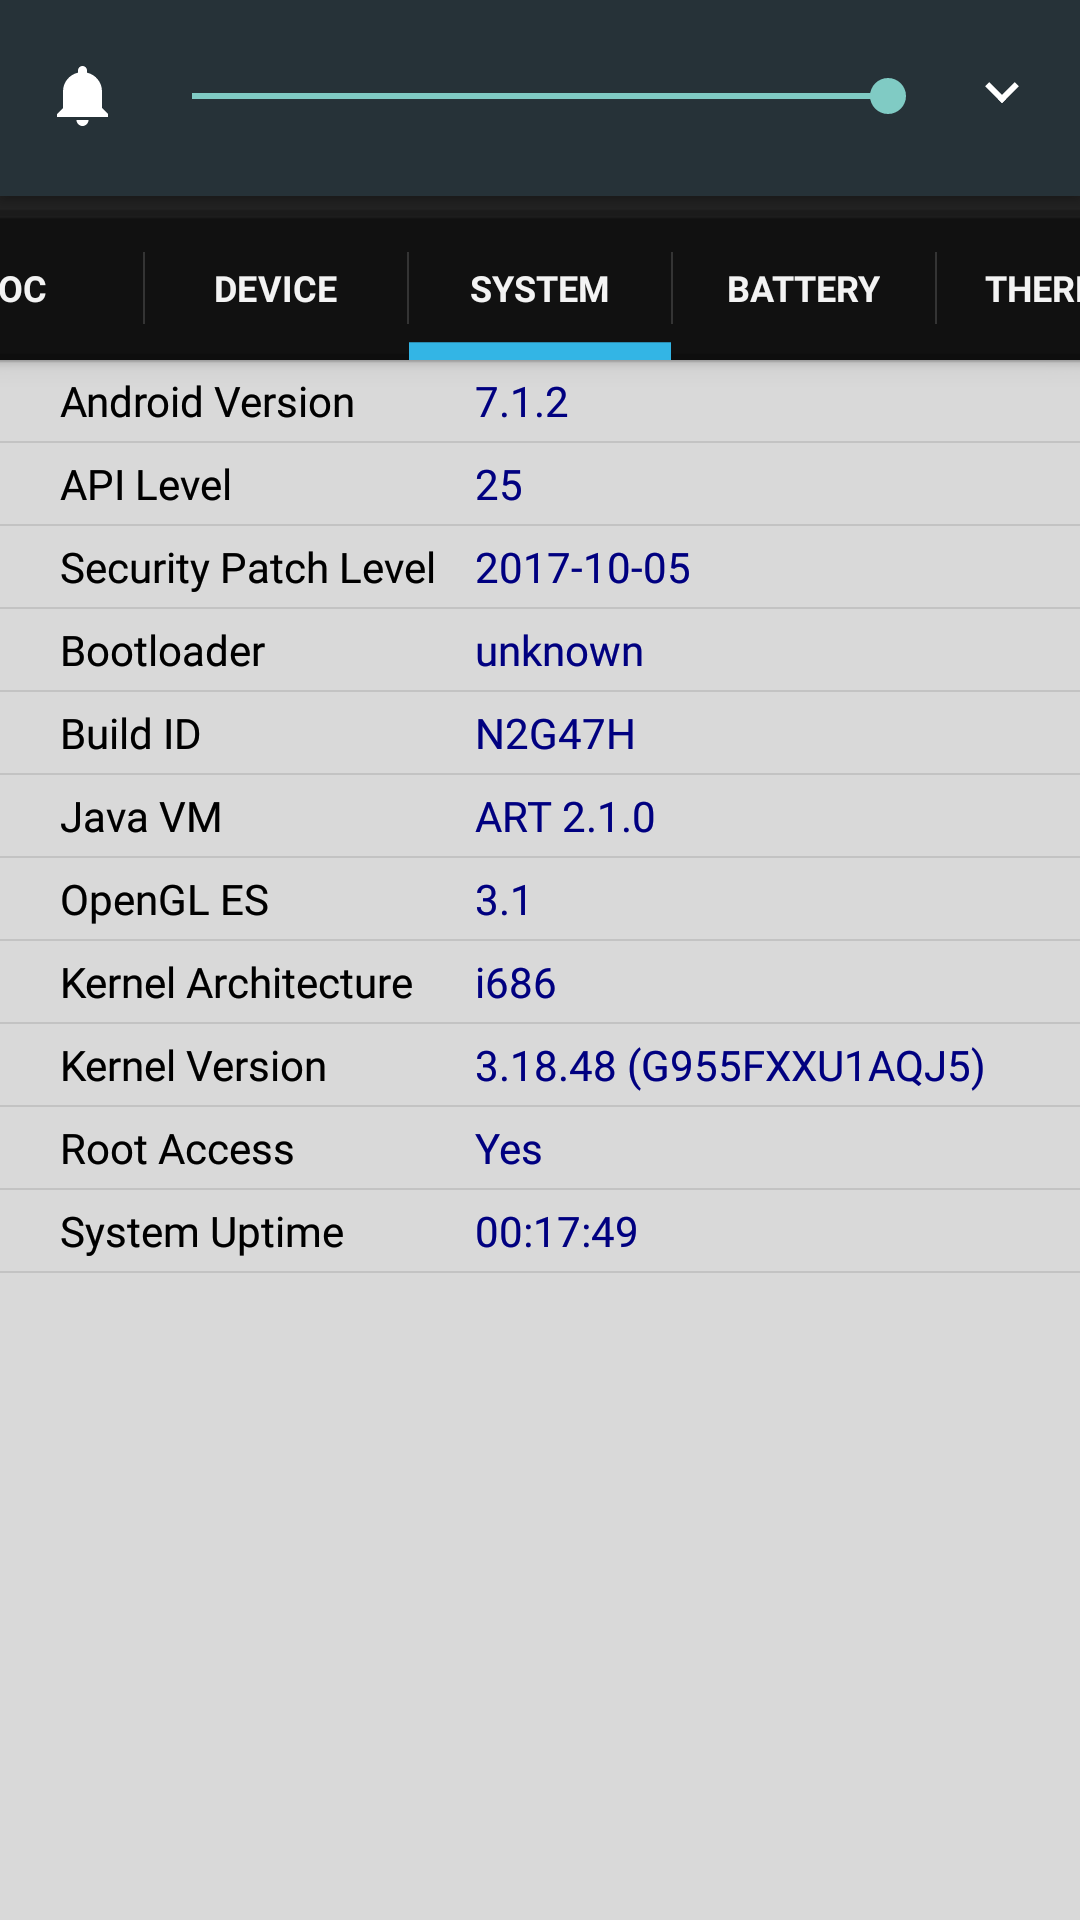 OC DEVICE SYSTEM BATTERY THER
Android Version 7.1.2
API Level 25
Security Patch Level 2017-10-05
Bootloader unknown
Build ID N2G47H
Java VM ART 2.1.0
OpenGL ES 3.1
Kernel Architecture i686
Kernel Version 3.18.48 (G955FXXU1AQJ5)
Root Access Yes
System Uptime 00:17:49